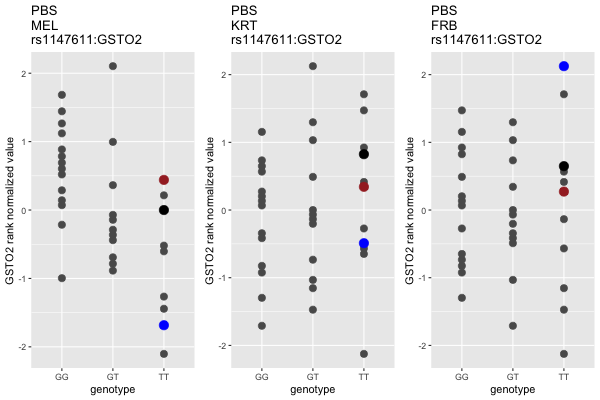 PBS
MEL
rs1147611:GSTO2
GSTO2 rank normalized value
2
1
0
-1
-2
GG
GT
TT
genotype
PBS
KRT
rs1147611:GSTO2
GSTO2 rank normalized value
2
1
0
-1
-2
GG
GT
TT
genotype
PBS
FRB
rs1147611:GSTO2
GSTO2 rank normalized value
2
1
0
-1
-2
GG
GT
TT
genotype